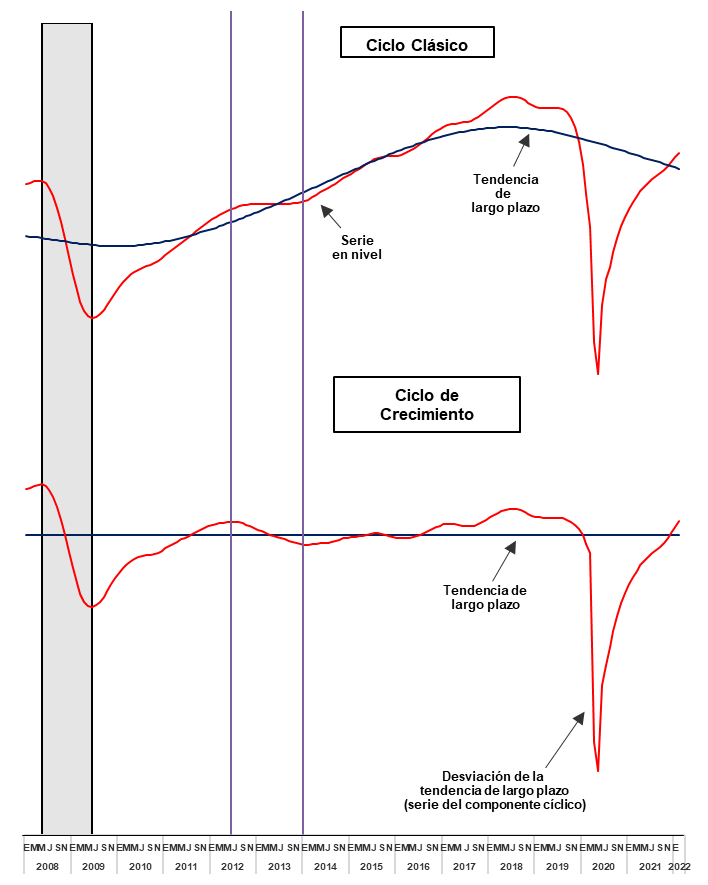 Ciclo Clásico
Tendencia
de
largo plazo
Serie
en nivel
Ciclo de
Crecimiento
Tendencia de
largo plazo
Desviación de la
tendencia de largo plazo
(serie del componente cíclico)
E M M J S N E M M J S N E M M J S N E M M J S N E M M J S N E M M J S N E M M J S N E M M J S N E M M J S N E M M J S N E M M J S N E M M J S N E M M J S N E M M J S N E
2008 2009 2010 2011 2012 2013 2014 2015 2016 2017 2018 2019 2020 2021 2022